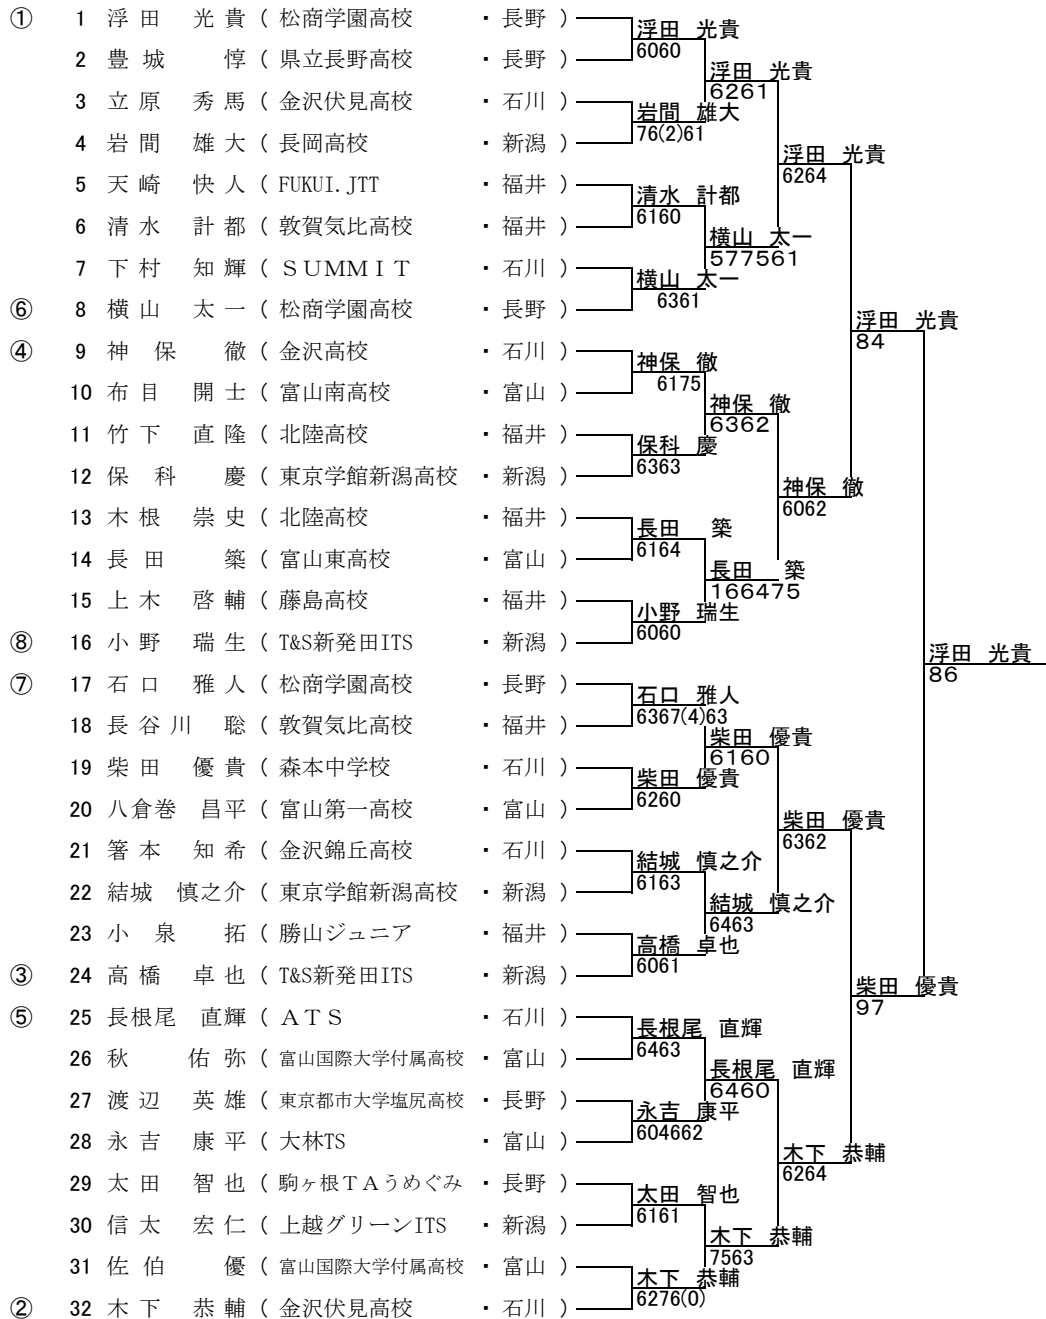 ① 1 浮田 光貴 ( 松商学園高校 ・ 長野 )
2 豊城 惇 ( 県立長野高校 ・ 長野 )
3 立原 秀馬 ( 金沢伏見高校 ・ 石川 )
4 岩間 雄大 ( 長岡高校 ・ 新潟 )
5 天崎 快人 ( FUKUI.JTT ・ 福井 )
6 清水 計都 ( 敦賀気比高校 ・ 福井 )
7 下村 知輝 ( ＳＵＭＭＩＴ ・ 石川 )
⑥ 8 横山 太一 ( 松商学園高校 ・ 長野 )
④ 9 神保 徹 ( 金沢高校 ・ 石川 )
10 布目 開士 ( 富山南高校 ・ 富山 )
11 竹下 直隆 ( 北陸高校 ・ 福井 )
12 保科 慶 ( 東京学館新潟高校 ・ 新潟 )
13 木根 崇史 ( 北陸高校 ・ 福井 )
14 長田 築 ( 富山東高校 ・ 富山 )
15 上木 啓輔 ( 藤島高校 ・ 福井 )
⑧ 16 小野 瑞生 ( T&S新発田ITS ・ 新潟 )
⑦ 17 石口 雅人 ( 松商学園高校 ・ 長野 )
18 長谷川 聡 ( 敦賀気比高校 ・ 福井 )
19 柴田 優貴 ( 森本中学校 ・ 石川 )
20 八倉巻 昌平 ( 富山第一高校 ・ 富山 )
21 箸本 知希 ( 金沢錦丘高校 ・ 石川 )
22 結城 慎之介 ( 東京学館新潟高校 ・ 新潟 )
23 小泉 拓 ( 勝山ジュニア ・ 福井 )
③ 24 高橋 卓也 ( T&S新発田ITS ・ 新潟 )
⑤ 25 長根尾 直輝 ( ＡＴＳ ・ 石川 )
26 秋 佑弥 ( 富山国際大学付属高校 ・ 富山 )
27 渡辺 英雄 ( 東京都市大学塩尻高校 ・ 長野 )
28 永吉 康平 ( 大林TS ・ 富山 )
29 太田 智也 ( 駒ヶ根ＴＡうめぐみ ・ 長野 )
30 信太 宏仁 ( 上越グリーンITS ・ 新潟 )
31 佐伯 優 ( 富山国際大学付属高校 ・ 富山 )
② 32 木下 恭輔 ( 金沢伏見高校 ・ 石川 )
浮田 光貴
6060
岩間 雄大
76(2)61
清水 計都
6160
横山 太一
6361
神保 徹
6175
保科 慶
6363
長田 築
6164
小野 瑞生
6060
石口 雅人
6367(4)63
柴田 優貴
6260
結城 慎之介
6163
高橋 卓也
6061
長根尾 直輝
6463
永吉 康平
604662
太田 智也
6161
木下 恭輔
6276(0)
浮田 光貴
6261
横山 太一
577561
神保 徹
6362
長田 築
166475
柴田 優貴
6160
結城 慎之介
6463
長根尾 直輝
6460
木下 恭輔
7563
浮田 光貴
6264
神保 徹
6062
柴田 優貴
6362
木下 恭輔
6264
浮田 光貴
84
柴田 優貴
97
浮田 光貴
86